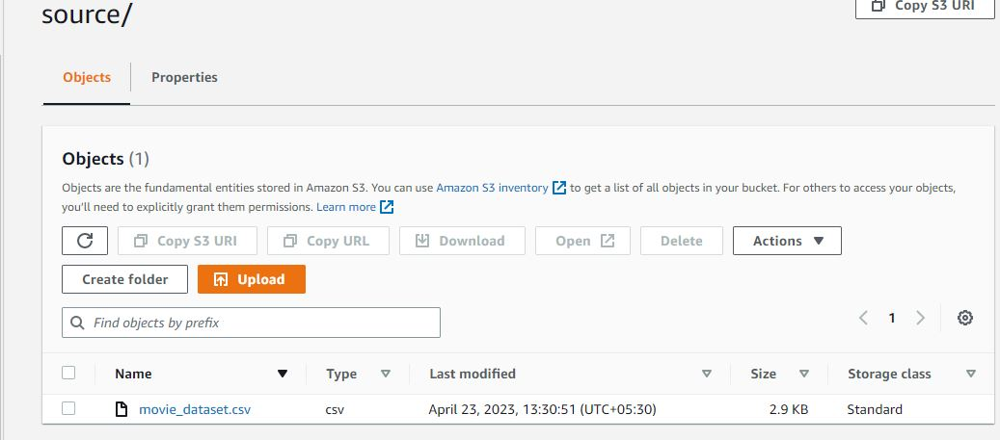 source/
Copy S3 URI
Objects
Properties
Objects (1)
Objects are the fundamental entities stored in Amazon S3. You can use Amazon S3 inventory to get a list of all objects in your bucket. For others to access your objects,
you'll need to explicitly grant them permissions. Learn more
Copy S3 URI
Copy URL
Download
Open
Delete
Actions
Create folder
Upload
Find objects by prefix
1
Name Type Last modified Size Storage class
movie_dataset.csv csv April 23, 2023, 13:30:51 (UTC+05:30) 2.9 KB Standard